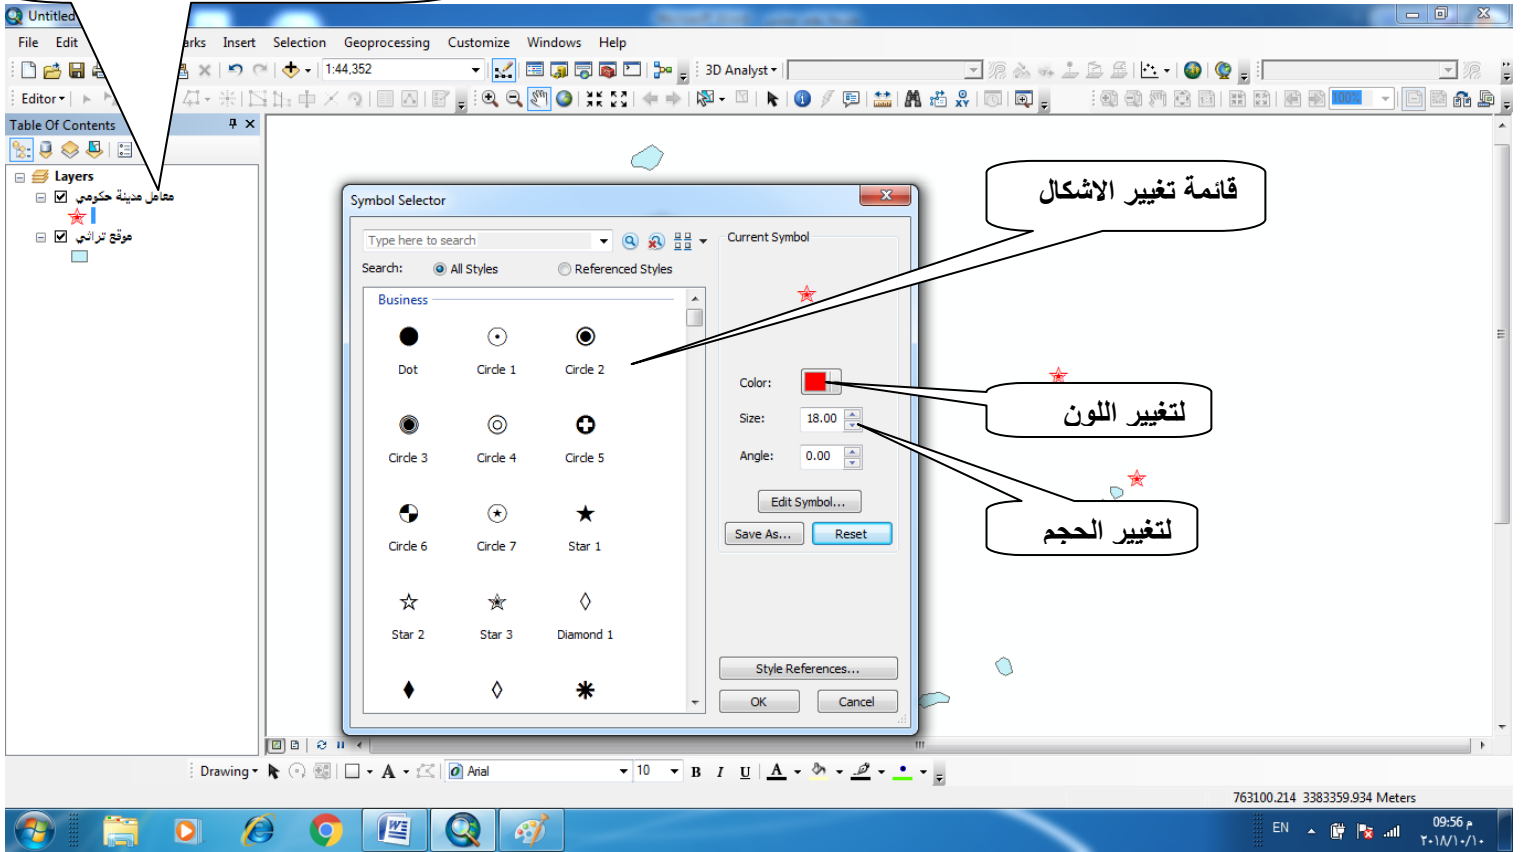 Untitled
File Edit arks Insert Selection Geoprocessing Customize Windows Help
1:44,352
3D Analyst
Editor
100%
Table Of Contents
Layers
معامل مدينة حكومي
موقع تراثي
Symbol Selector
Type here to search
Search: All Styles Referenced Styles
Business
Dot Circle 1 Circle 2
Circle 3 Circle 4 Circle 5
Circle 6 Circle 7 Star 1
Star 2 Star 3 Diamond 1
Current Symbol
Color:
Size: 18.00
Angle: 0.00
Edit Symbol...
Save As... Reset
Style References...
OK Cancel
قائمة تغيير الاشكال
لتغيير اللون
لتغيير الحجم
Drawing A Arial 10 B I U A
763100.214 3383359.934 Meters
EN
09:56 م
٢٠١٨/١٠/١٠